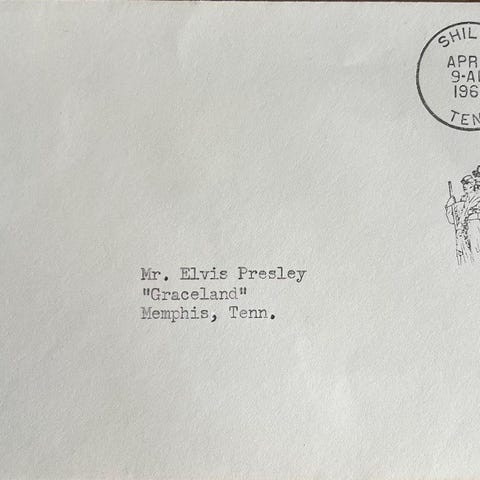 SHIL
APR
9-A
196
TEN
Mr. Elvis Presley
"Graceland"
Memphis, Tenn.